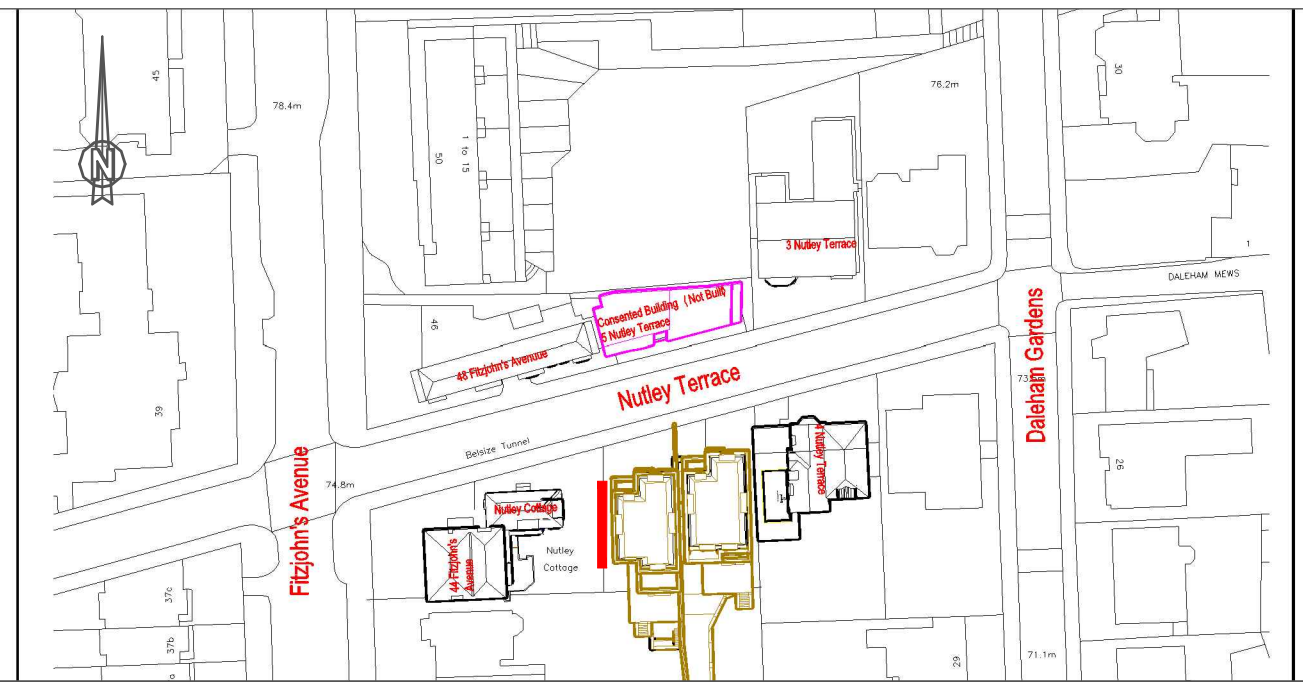 45
78.4m
50
1 to 15
76.2m
30
N
3 Nutley Terrace
1
DALEHAM MEWS
Consented Building (Not Built)
5 Nutley Terrace
46
48 Fitzjohn's Avenuue
Nutley Terrace
Daleham Gardens
39
Belsize Tunnel
4 Nutley Terrace
26
Fitzjohn's Avenue
74.8m
Nutley Cottage
Nutley
Cottage
44 Fitzjohn's
Avenue
37c
37b
a
29
71.1m